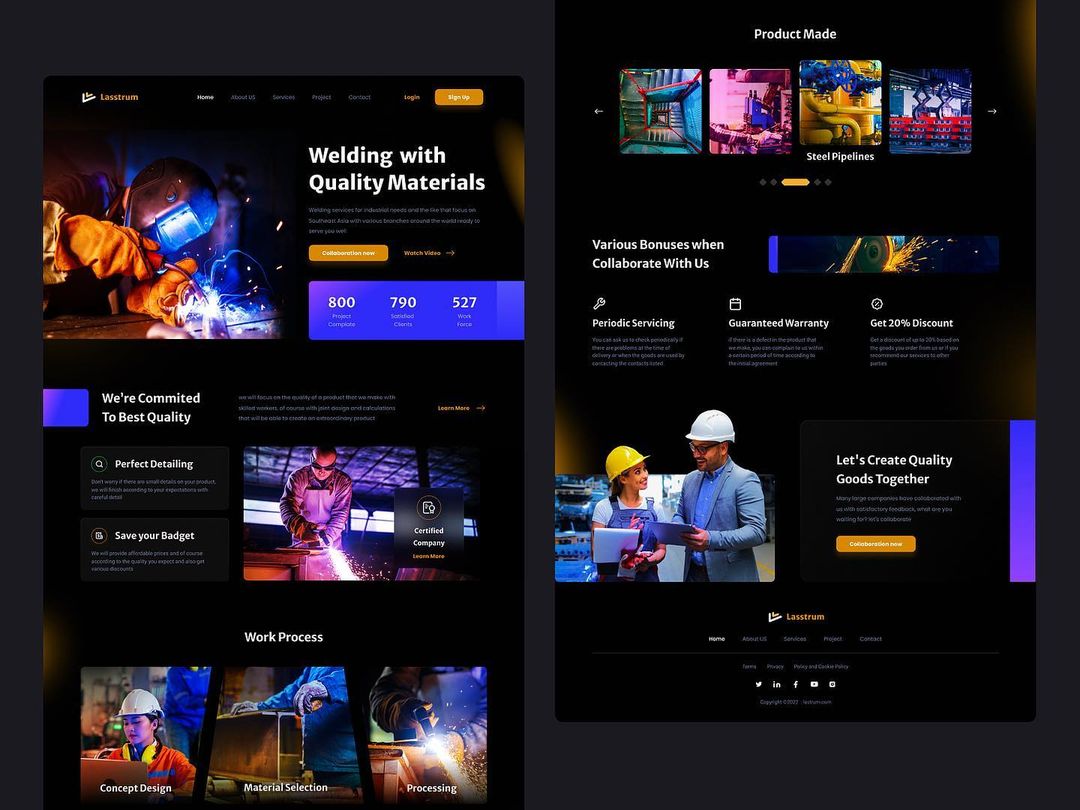 Lasstrum
Home About US Services Project Contact
Login Sign Up
Welding with
Quality Materials
Welding services for industrial needs and the like that focus on
Southeast Asia with various branches around the world ready to
serve you well
Collaboration now Watch Video
800 790 527
Project Satisfied Work
Complate Clients Force
We're Commited
To Best Quality
we will focus on the quality of a product that we make with
skilled workers, of course with joint design and calculations
that will be able to create an extraordinary product
Learn More
Perfect Detailing
Don't worry if there are small details on your product,
we will finish according to your expectations with
careful detail
Save your Badget
We will provide affordable prices and of course
according to the quality you expect and also get
various discounts
Certified
Company
Learn More
Work Process
Concept Design
Material Selection
Processing
Product Made
Steel Pipelines
Various Bonuses when
Collaborate With Us
Periodic Servicing
You can ask us to check periodically if
there are problems at the time of
delivery or when the goods are used by
contacting the contacts listed
Guaranteed Warranty
if there is a defect in the product that
we make, you can complain to us within
a certain period of time according to
the initial agreement
Get 20% Discount
Get a discount of up to 20% based on
the goods you order from us or if you
recommend our services to other
parties
Let's Create Quality
Goods Together
Many large companies have collaborated with
us with satisfactory feedback, what are you
waiting for? let's collaborate
Collaboration now
Lasstrum
Home About US Services Project Contact
Terms Privacy Policy and Cookie Policy
Copyright ©2022 . lastrum.com